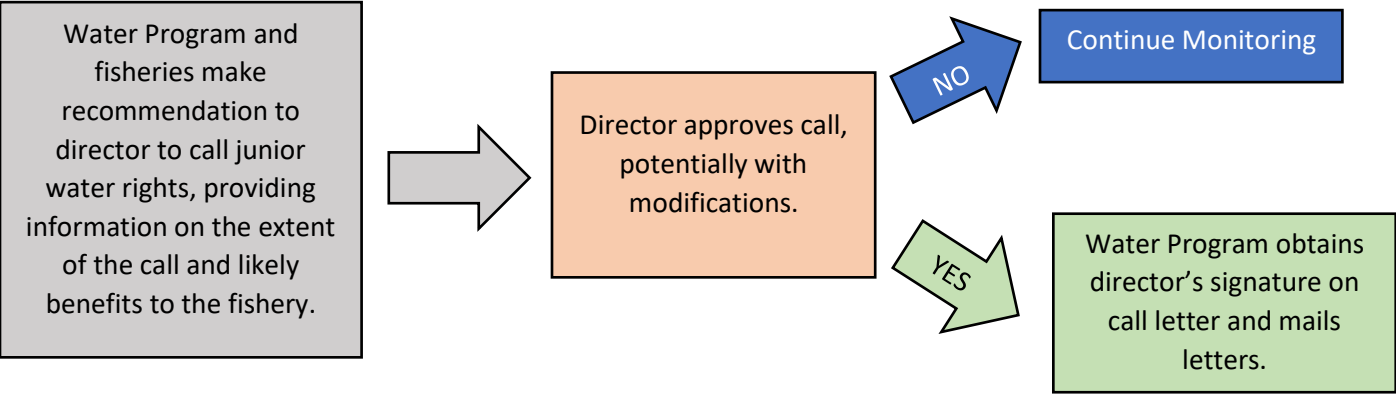 Water Program and
fisheries make
recommendation to
director to call junior
water rights, providing
information on the extent
of the call and likely
benefits to the fishery.
Director approves call,
potentially with
modifications.
NO
Continue Monitoring
YES
Water Program obtains
director’s signature on
call letter and mails
letters.